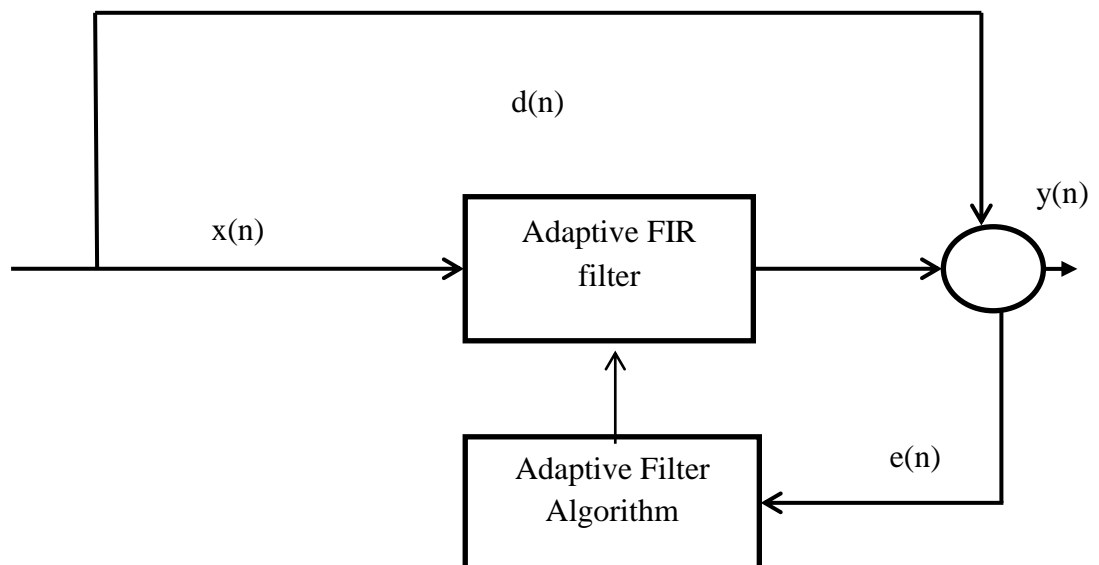 d(n)
y(n)
x(n)
Adaptive FIR
filter
e(n)
Adaptive Filter
Algorithm